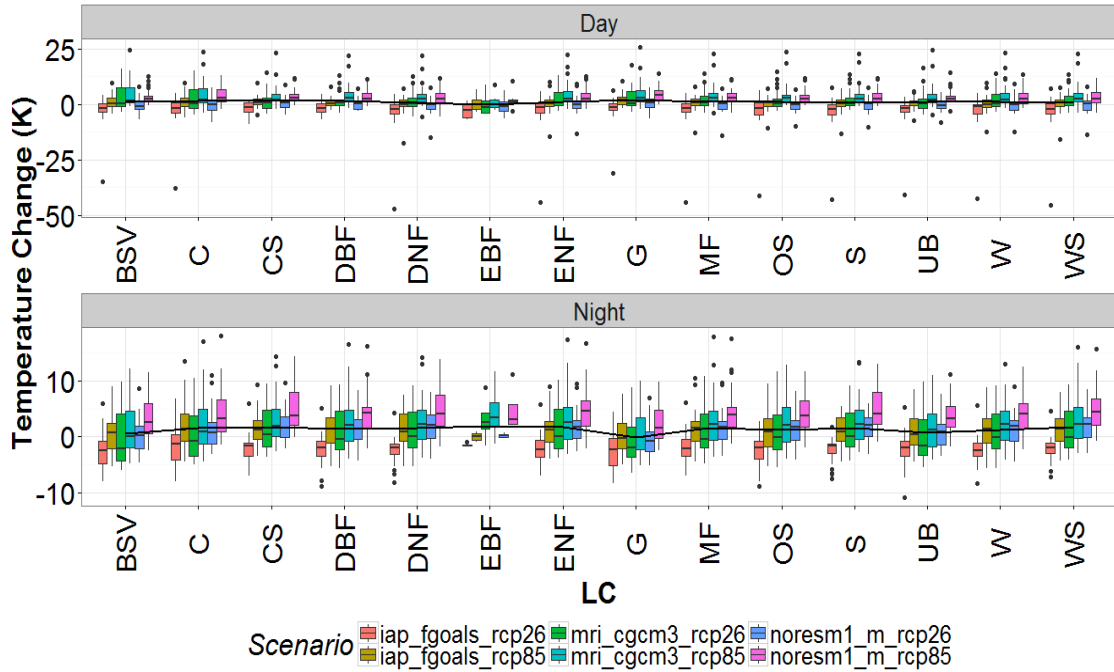 Day
Temperature Change (K)
25
0
-25
-50
BSV C CS DBF DNF EBF ENF G MF OS S UB W WS
Night
10
0
-10
BSV C CS DBF DNF EBF ENF G MF OS S UB W WS
LC
Scenario
iap_fgoals_rcp26 mri_cgcm3_rcp26 noresm1_m_rcp26
iap_fgoals_rcp85 mri_cgcm3_rcp85 noresm1_m_rcp85